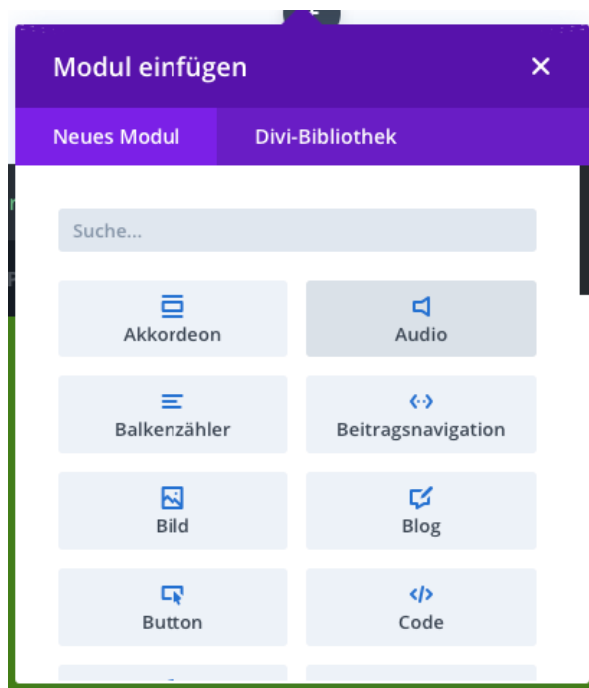 Modul einfügen
Neues Modul
Divi-Bibliothek
Suche...
Akkordeon
Audio
Balkenzähler
Beitragsnavigation
Bild
Blog
Button
Code